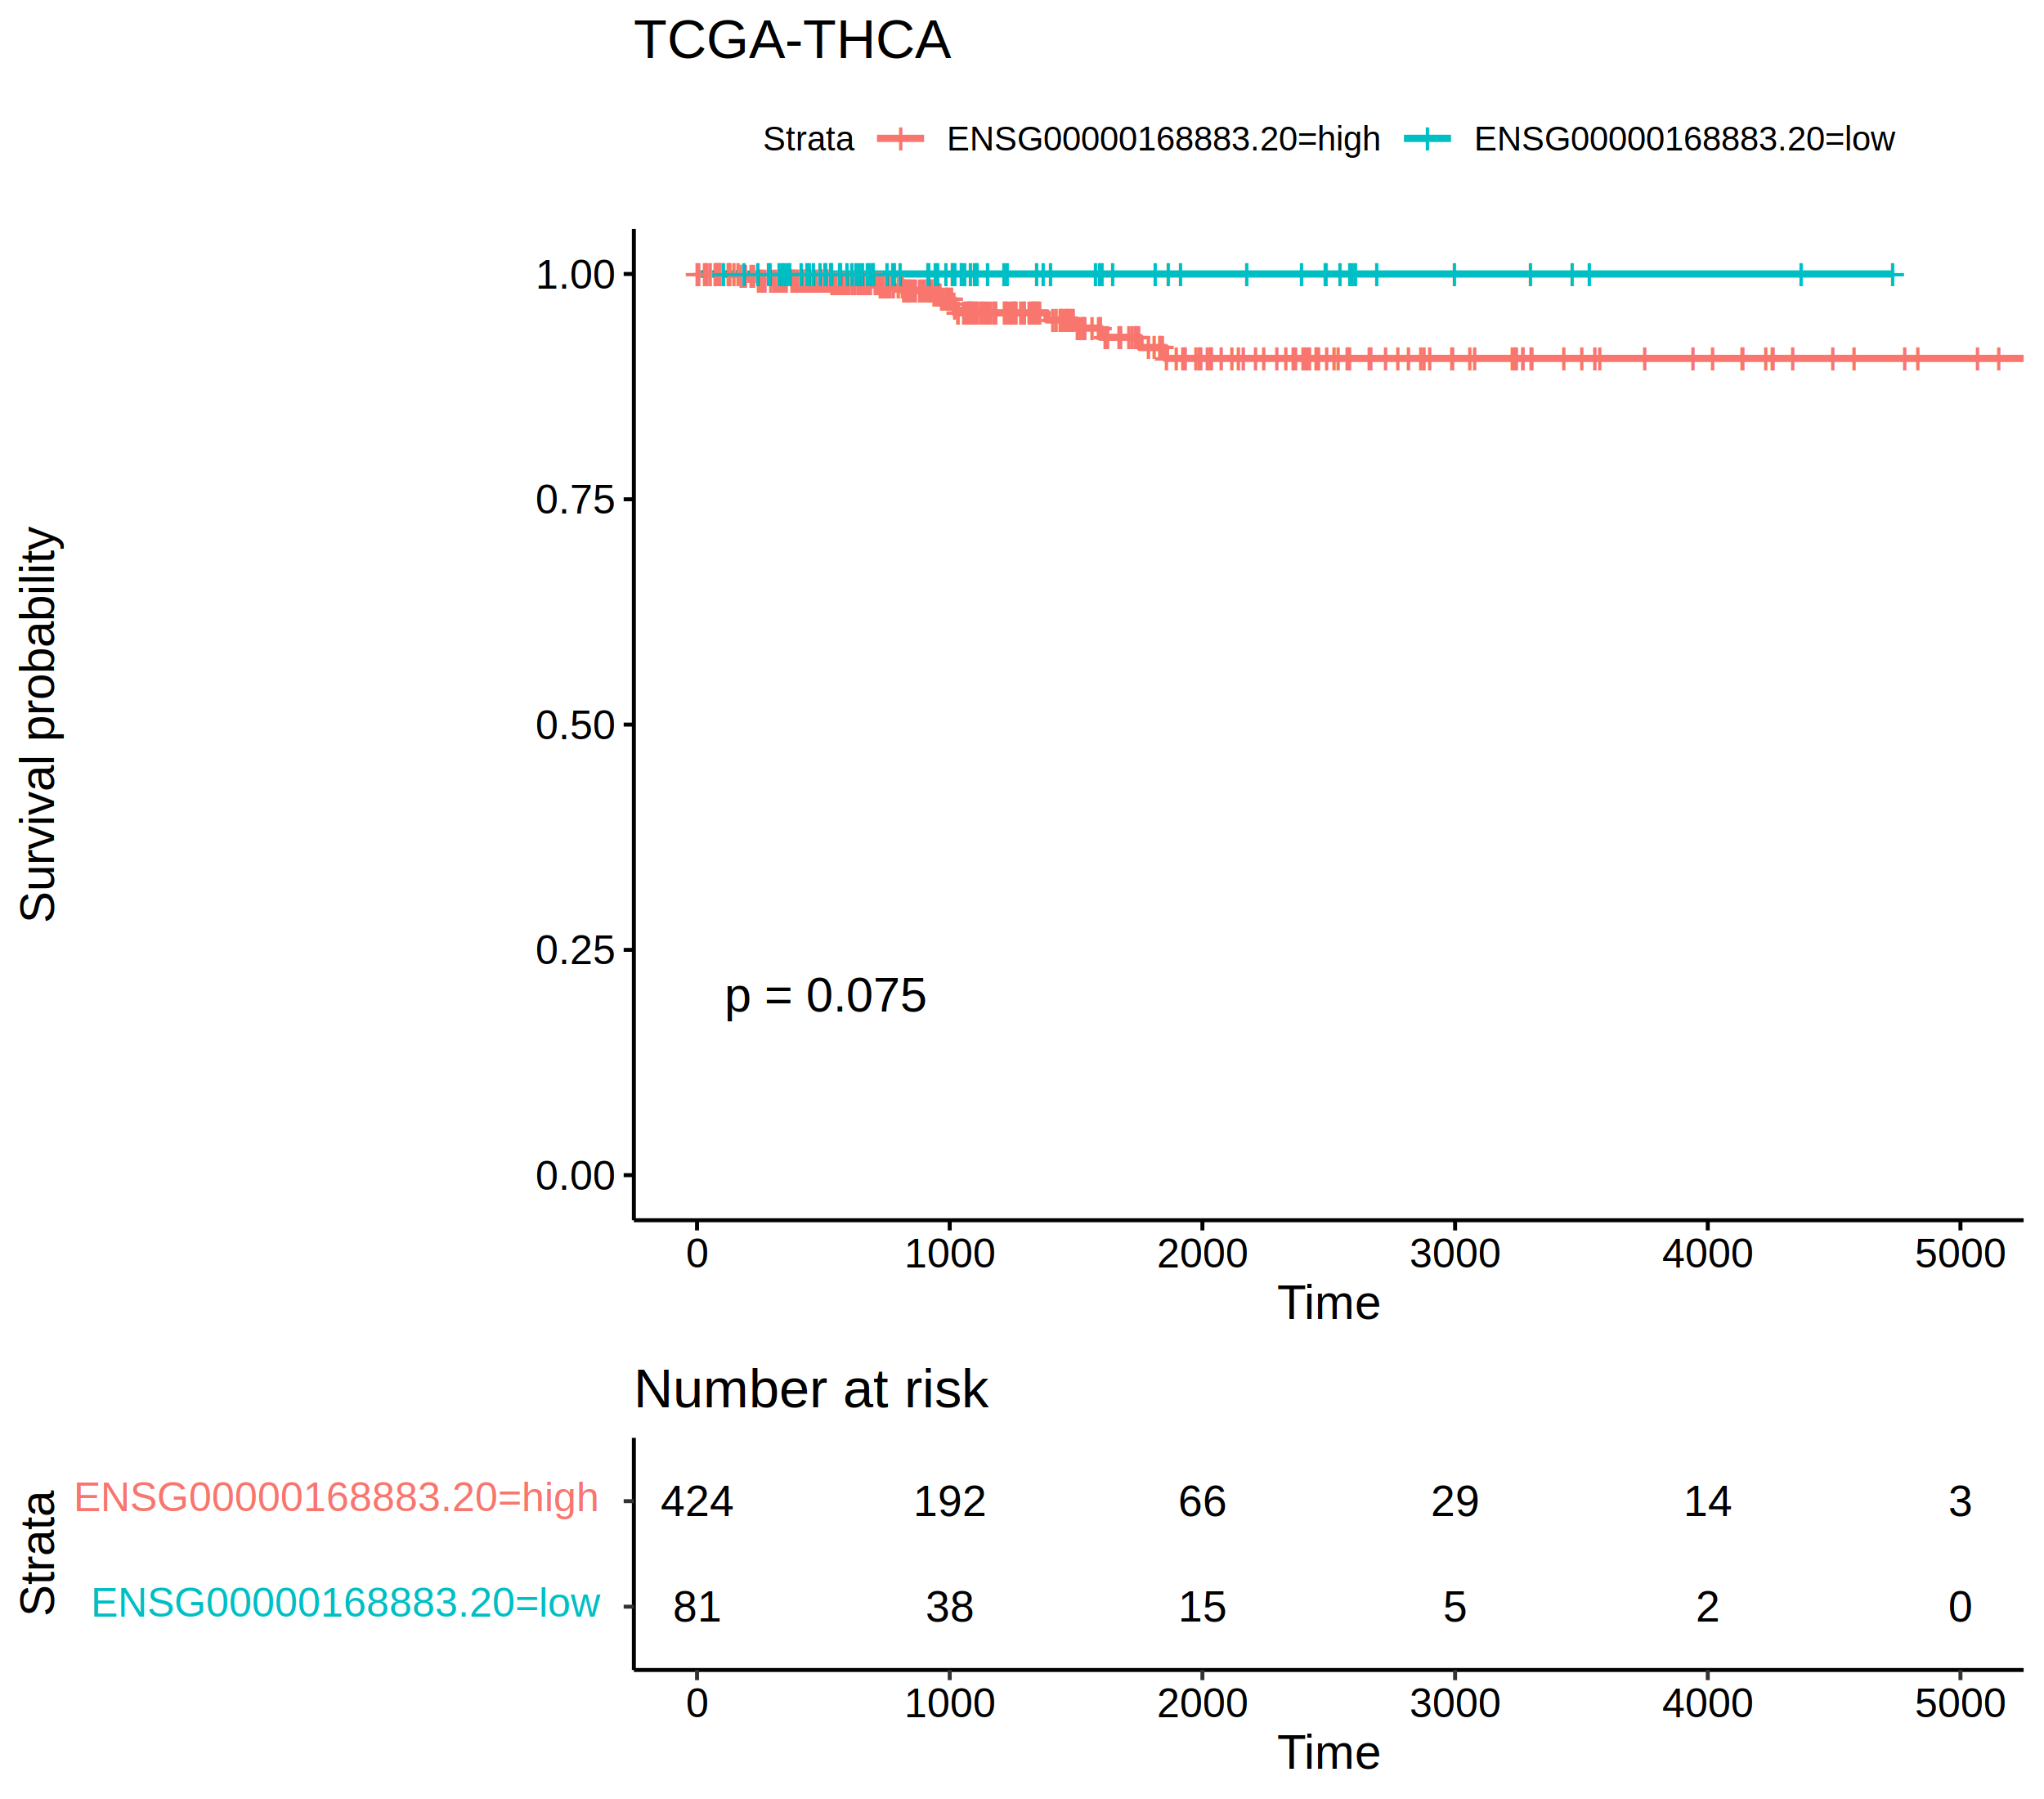 TCGA-THCA
Strata ENSG00000168883.20=high ENSG00000168883.20=low
Survival probability
1.00
0.75
0.50
0.25
0.00
p = 0.075
0 1000 2000 3000 4000 5000
Time
Number at risk
Strata
ENSG00000168883.20=high 424 192 66 29 14 3
ENSG00000168883.20=low 81 38 15 5 2 0
0 1000 2000 3000 4000 5000
Time